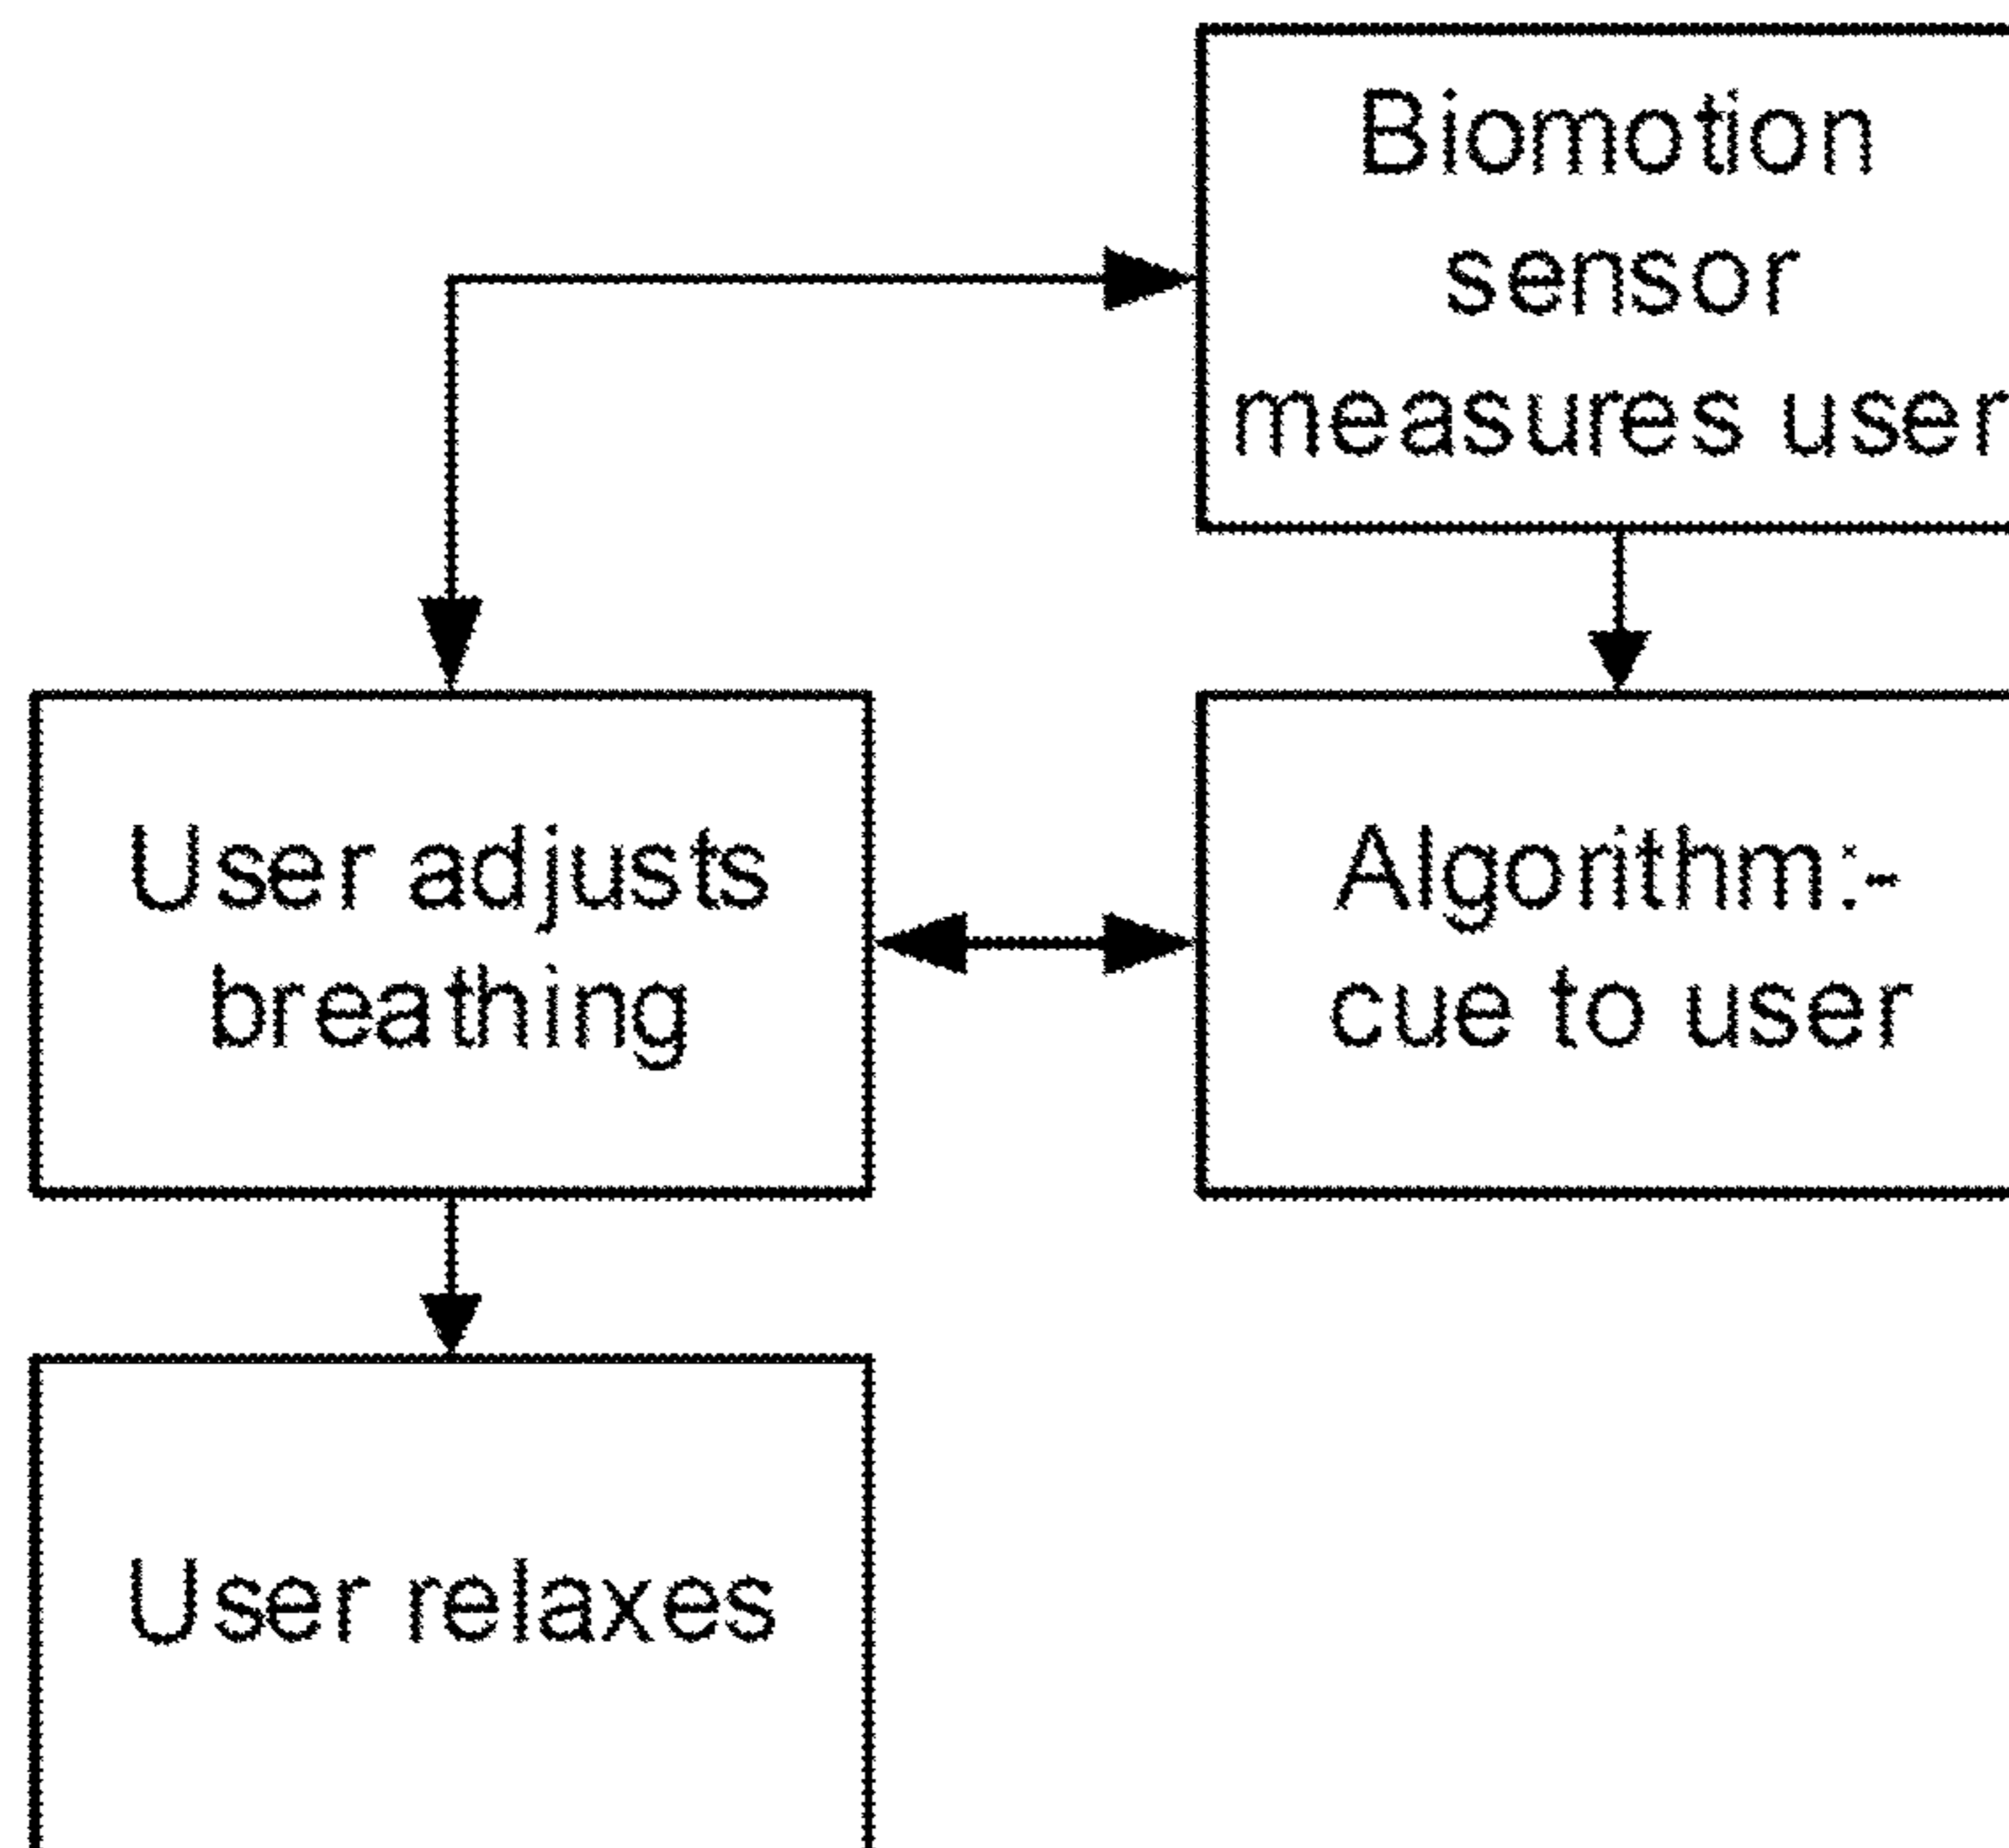 Biomotion
sensor
measures user
User adjusts
breathing
Algorithm:-
cue to user
User relaxes